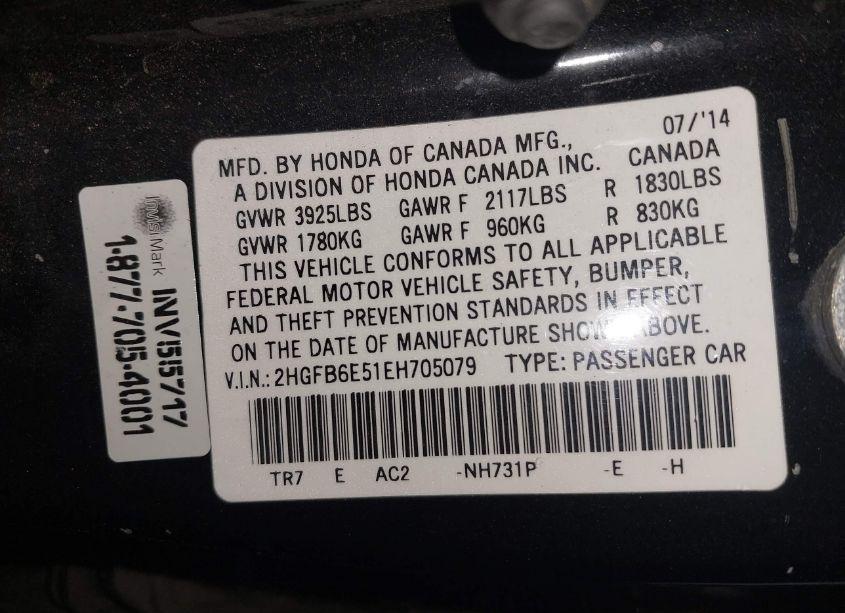 07/'14
MFD. BY HONDA OF CANADA MFG.,
A DIVISION OF HONDA CANADA INC. CANADA
GVWR 3925LBS GAWR F 2117LBS R 1830LBS
GVWR 1780KG GAWR F 960KG R 830KG
THIS VEHICLE CONFORMS TO ALL APPLICABLE
FEDERAL MOTOR VEHICLE SAFETY, BUMPER,
AND THEFT PREVENTION STANDARDS IN EFFECT
ON THE DATE OF MANUFACTURE SHOWN ABOVE.
V.I.N.: 2HGFB6E51EH705079 TYPE: PASSENGER CAR
TR7 E AC2 -NH731P -E -H
InVisiMark INV515717
1-877-705-4001